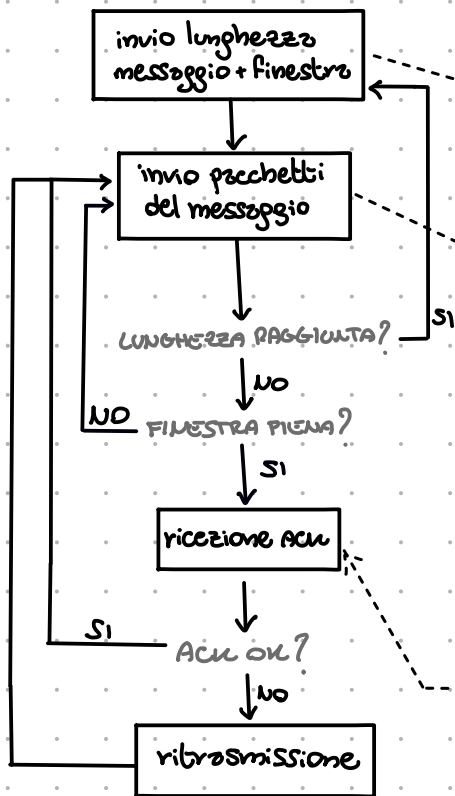 invio lunghezza
messaggio + finestra
invio pacchetti
del messaggio
LUNGHEZZA RAGGIUNTA?
SI
NO
NO
FINESTRA PIENA?
SI
ricezione ACK
SI
ACK OK?
NO
ritrasmissione